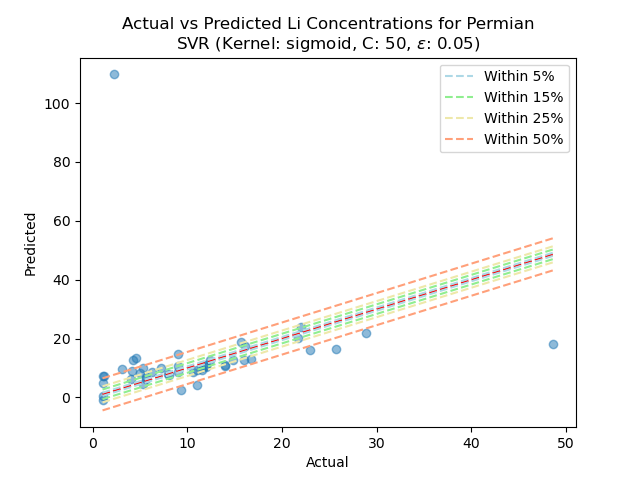 Actual vs Predicted Li Concentrations for Permian
SVR (Kernel: sigmoid, C: 50, ε: 0.05)
Within 5%
Within 15%
Within 25%
Within 50%
Predicted
100
80
60
40
20
0
0 10 20 30 40 50
Actual